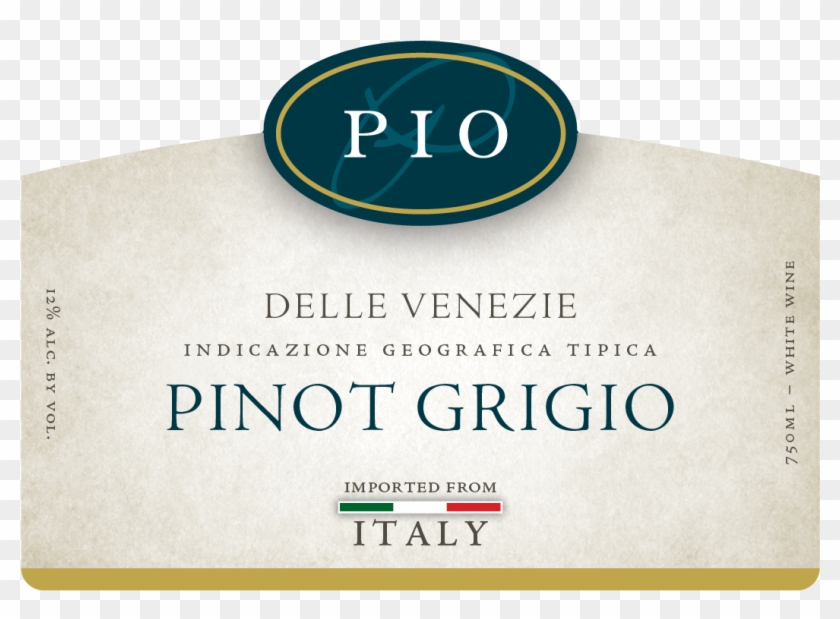 PIO
DELLE VENEZIE
INDICAZIONE GEOGRAFICA TIPICA
PINOT GRIGIO
IMPORTED FROM
ITALY
12% ALC. BY VOL.
750ML – WHITE WINE